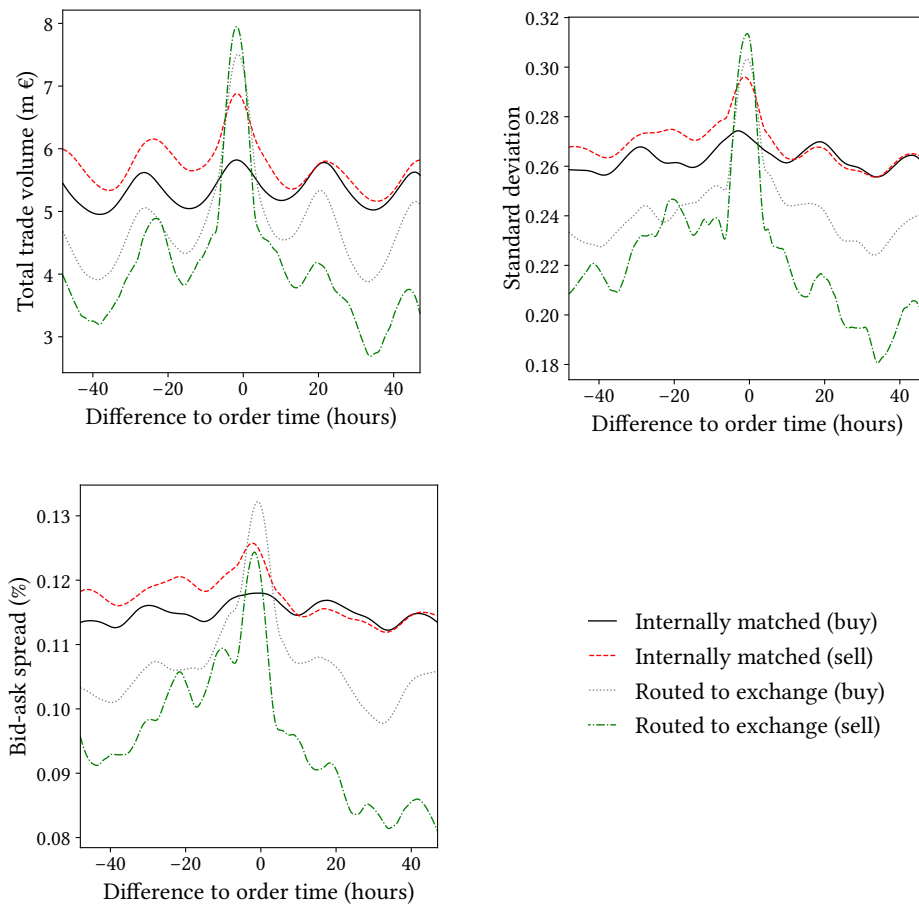 Total trade volume (m €)
8
7
6
5
4
3
−40 −20 0 20 40
Difference to order time (hours)
Standard deviation
0.32
0.30
0.28
0.26
0.24
0.22
0.20
0.18
−40 −20 0 20 40
Difference to order time (hours)
Bid-ask spread (%)
0.13
0.12
0.11
0.10
0.09
0.08
−40 −20 0 20 40
Difference to order time (hours)
Internally matched (buy)
Internally matched (sell)
Routed to exchange (buy)
Routed to exchange (sell)